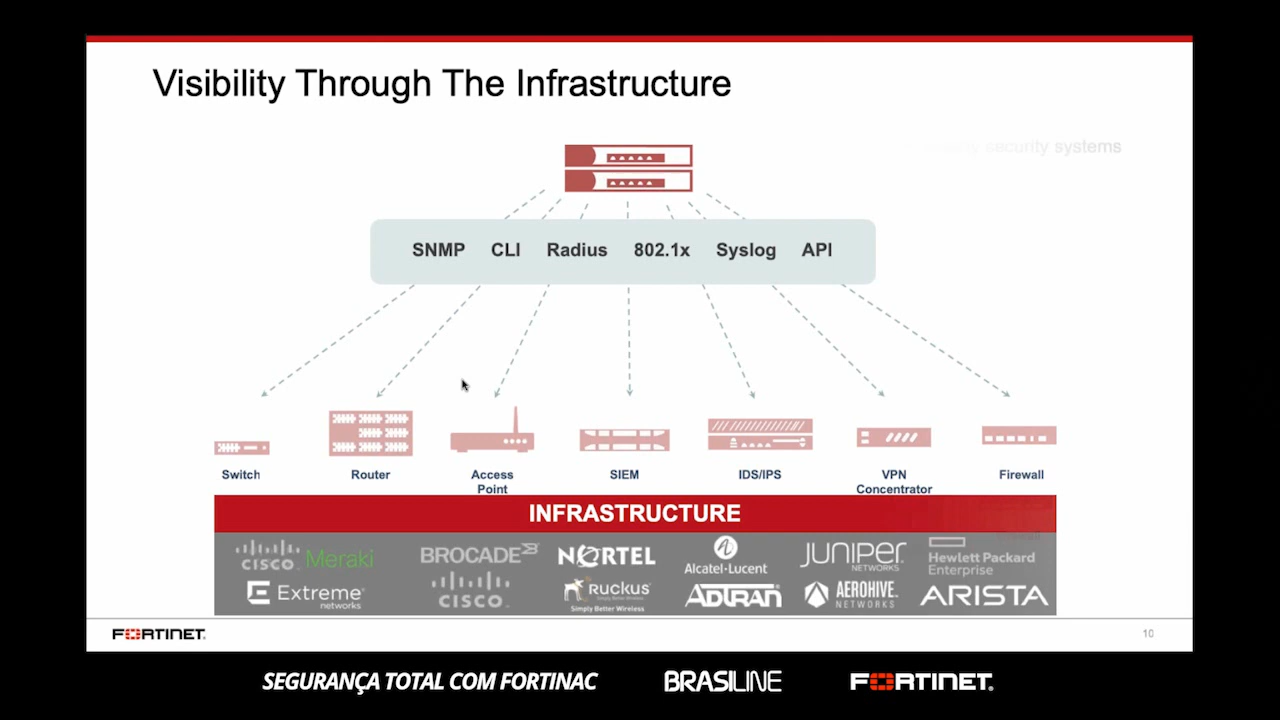 Visibility Through The Infrastructure
security systems
SNMP CLI Radius 802.1x Syslog API
Switch
Router
Access
Point
SIEM
IDS/IPS
VPN
Concentrator
Firewall
INFRASTRUCTURE
CISCO Meraki
BROCADE
NORTEL
Alcatel·Lucent
JUNIPER
NETWORKS
Hewlett Packard
Enterprise
Extreme
networks
CISCO
Ruckus
Simply Better Wireless
ADTRAN
AEROHIVE
NETWORKS
ARISTA
FORTINET
10
SEGURANÇA TOTAL COM FORTINAC
BRASILINE
FORTINET